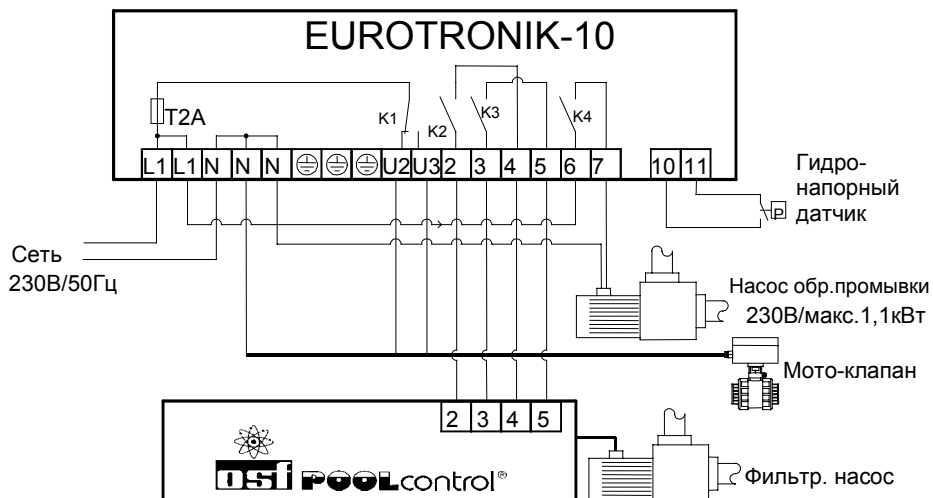 EUROTRONIK-10
T2A
K1
K2
K3
K4
L1 L1 N N N U2 U3 2 3 4 5 6 7 10 11
Гидро-
напорный
датчик
P
Сеть
230В/50Гц
Насос обр.промывки
230В/макс.1,1кВт
Мото-клапан
2 3 4 5
osf POOLcontrol®
Фильтр. насос